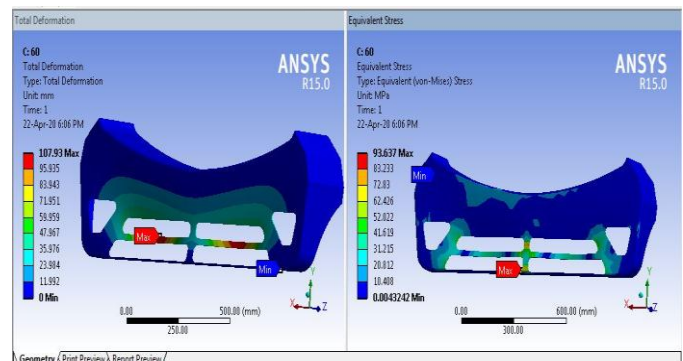 Total Deformation
C: 60
Total Deformation
Type: Total Deformation
Unit: mm
Time: 1
22-Apr-20 6:06 PM
ANSYS
R15.0
107.93 Max
95.935
83.943
71.951
59.959
47.967
35.976
23.984
11.992
0 Min
Max
Min
0.00
500.00 (mm)
250.00
Y
X
Z
Equivalent Stress
C: 60
Equivalent Stress
Type: Equivalent (von-Mises) Stress
Unit: MPa
Time: 1
22-Apr-20 6:06 PM
ANSYS
R15.0
93.637 Max
83.233
72.83
62.426
52.022
41.619
31.215
20.812
10.408
0.0043242 Min
Min
Max
0.00
600.00 (mm)
300.00
Y
X
Z
Geometry / Print Preview / Report Preview /